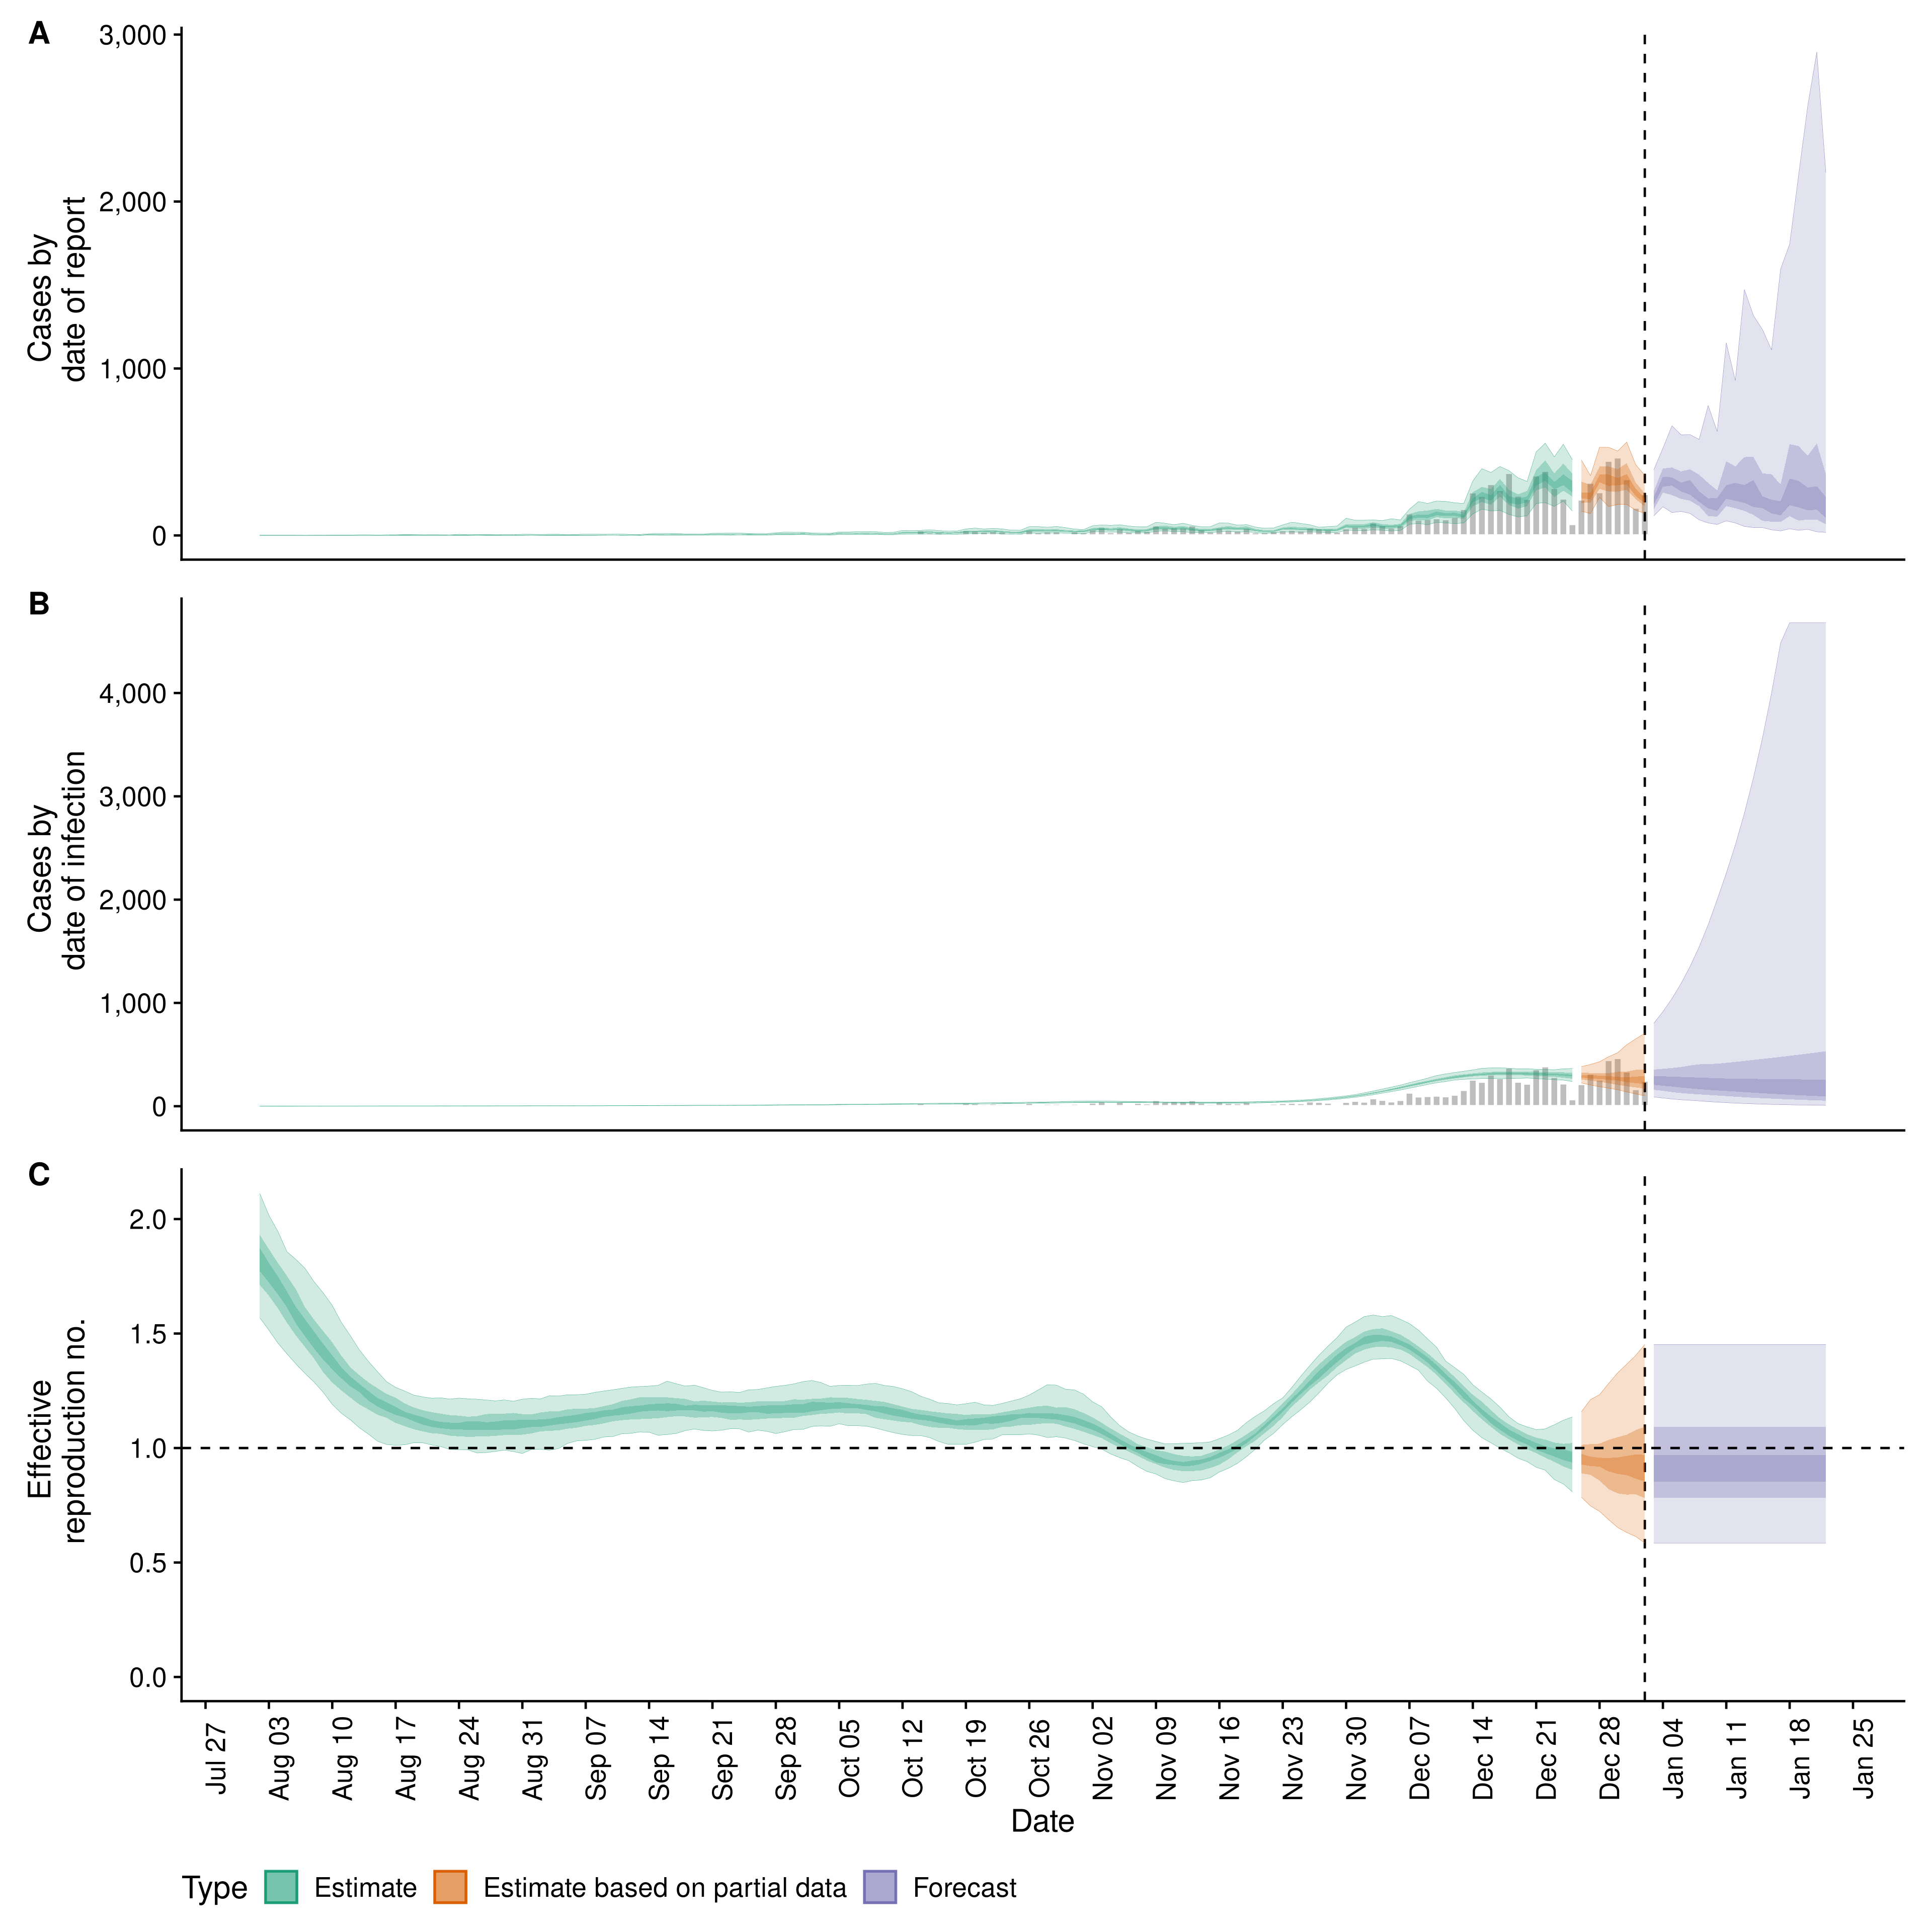 A
Cases by
date of report
3,000
2,000
1,000
0
B
Cases by
date of infection
4,000
3,000
2,000
1,000
0
C
Effective
reproduction no.
2.0
1.5
1.0
0.5
0.0
Jul 27
Aug 03
Aug 10
Aug 17
Aug 24
Aug 31
Sep 07
Sep 14
Sep 21
Sep 28
Oct 05
Oct 12
Oct 19
Oct 26
Nov 02
Nov 09
Nov 16
Nov 23
Nov 30
Dec 07
Dec 14
Dec 21
Dec 28
Jan 04
Jan 11
Jan 18
Jan 25
Date
Type Estimate Estimate based on partial data Forecast